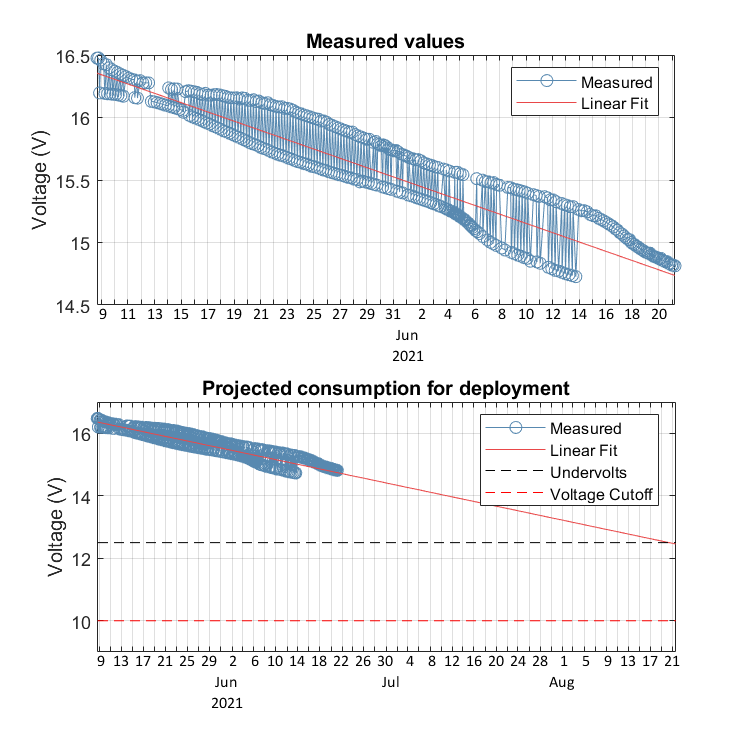 Measured values
Voltage (V)
16.5
16
15.5
15
14.5
Measured
Linear Fit
9 11 13 15 17 19 21 23 25 27 29 31 2 4 6 8 10 12 14 16 18 20
Jun
2021
Projected consumption for deployment
Voltage (V)
16
14
12
10
Measured
Linear Fit
Undervolts
Voltage Cutoff
9 13 17 21 25 29 2 6 10 14 18 22 26 30 4 8 12 16 20 24 28 1 5 9 13 17 21
Jun Jul Aug
2021